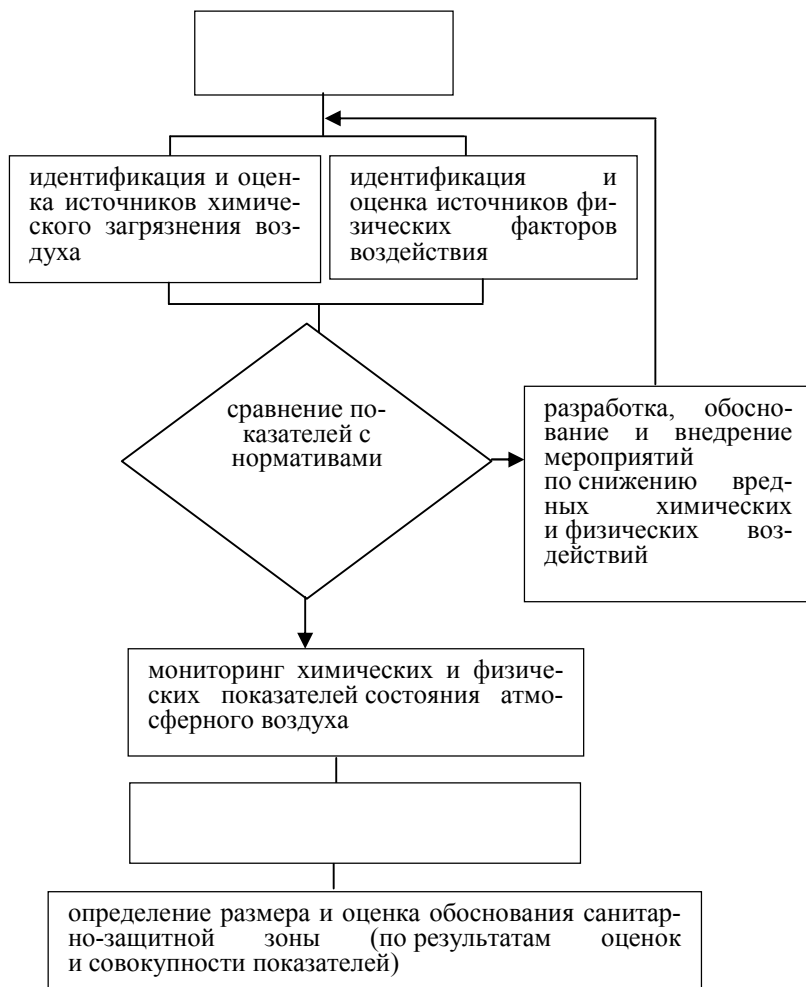 идентификация и оцен-
ка источников химиче-
ского загрязнения воз-
духа
идентификация и
оценка источников фи-
зических факторов
воздействия
сравнение по-
казателей с
нормативами
разработка, обосно-
вание и внедрение
мероприятий
по снижению вред-
ных химических
и физических воз-
действий
мониторинг химических и физиче-
ских показателей состояния атмо-
сферного воздуха
определение размера и оценка обоснования санитар-
но-защитной зоны (по результатам оценок
и совокупности показателей)